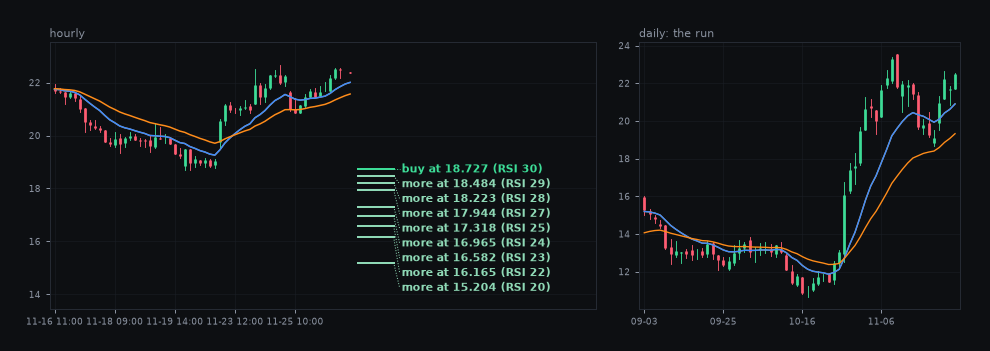 hourly
22
20
18
16
14
11-16 11:00 11-18 09:00 11-19 14:00 11-23 12:00 11-25 10:00
buy at 18.727 (RSI 30)
more at 18.484 (RSI 29)
more at 18.223 (RSI 28)
more at 17.944 (RSI 27)
more at 17.318 (RSI 25)
more at 16.965 (RSI 24)
more at 16.582 (RSI 23)
more at 16.165 (RSI 22)
more at 15.204 (RSI 20)
daily: the run
24
22
20
18
16
14
12
09-03 09-25 10-16 11-06